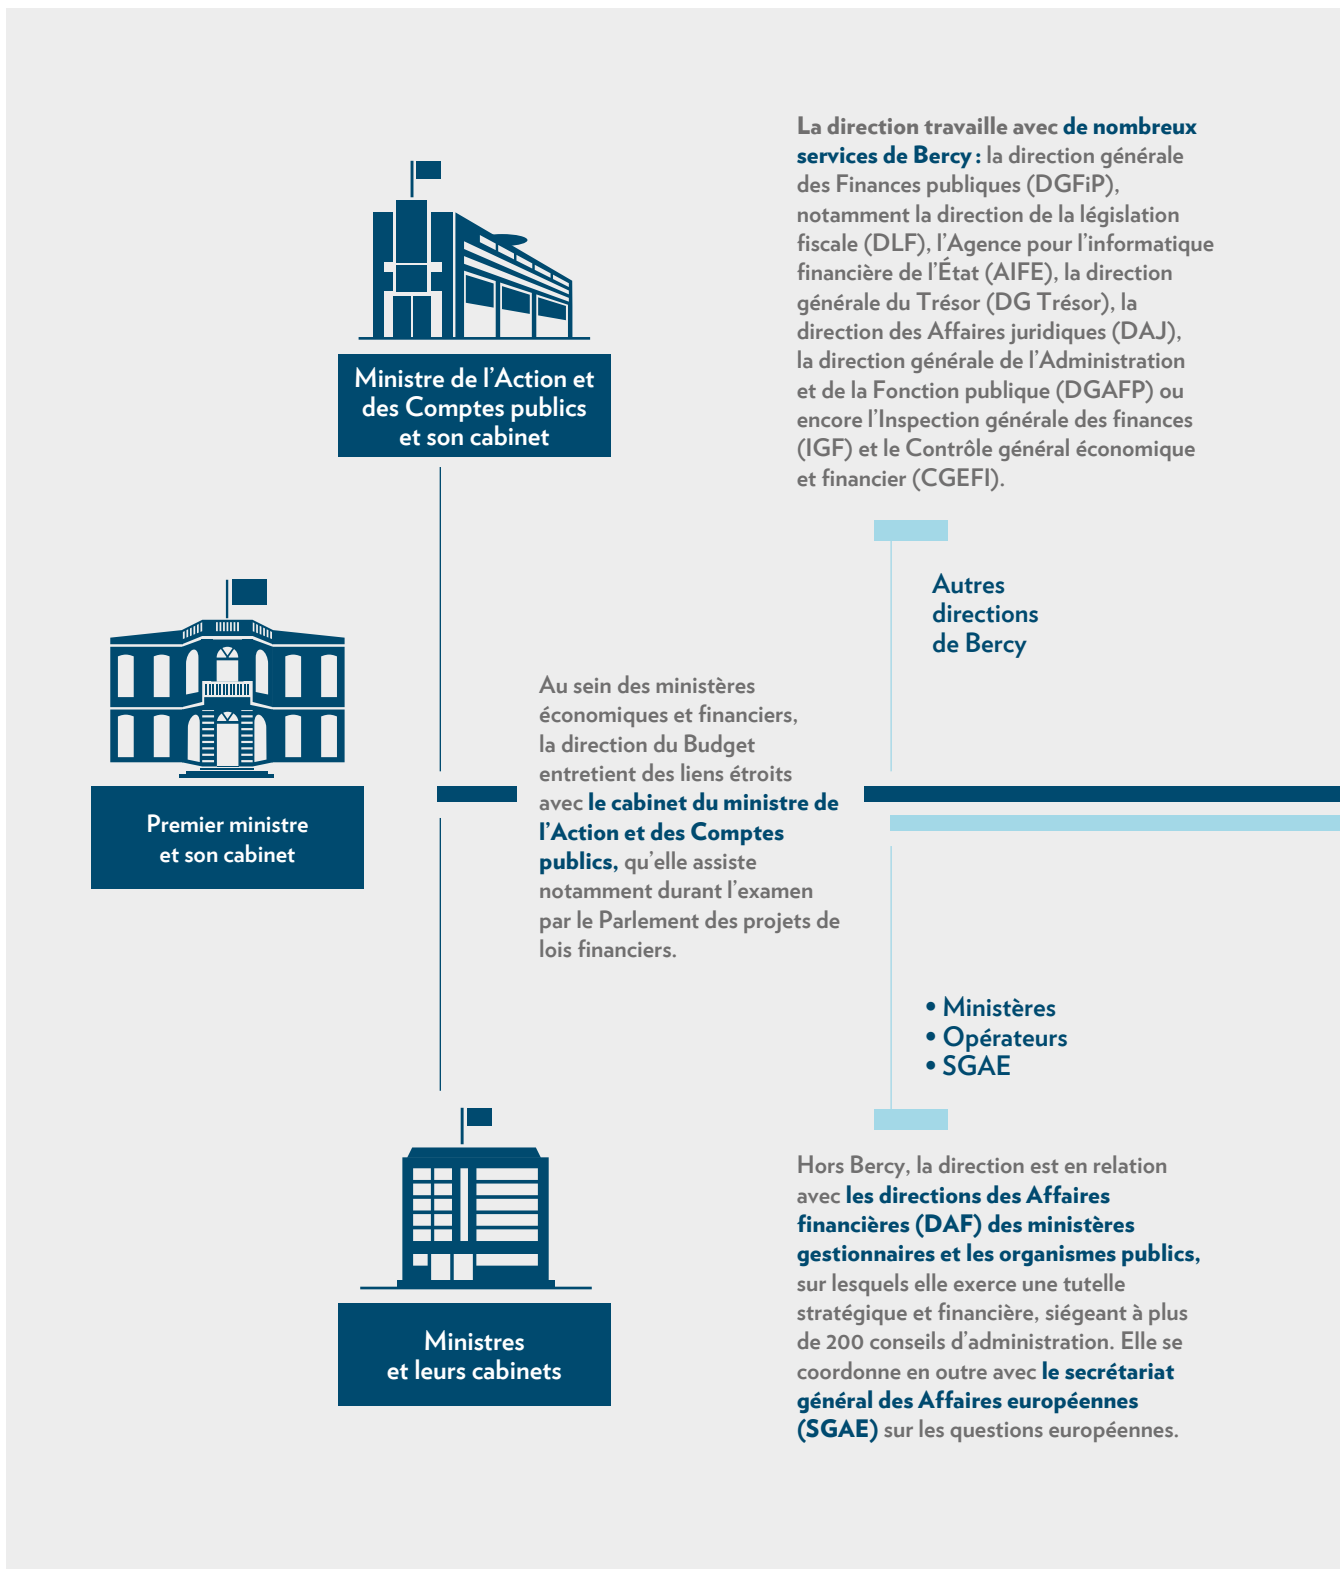 La direction travaille avec de nombreux
services de Bercy : la direction générale
des Finances publiques (DGFiP),
notamment la direction de la législation
fiscale (DLF), l’Agence pour l’informatique
financière de l’État (AIFE), la direction
générale du Trésor (DG Trésor), la
direction des Affaires juridiques (DAJ),
la direction générale de l’Administration
et de la Fonction publique (DGAFP) ou
encore l’Inspection générale des finances
(IGF) et le Contrôle général économique
et financier (CGEFI).
Ministre de l’Action et
des Comptes publics
et son cabinet
Autres
directions
de Bercy
Premier ministre
et son cabinet
Au sein des ministères
économiques et financiers,
la direction du Budget
entretient des liens étroits
avec le cabinet du ministre de
l’Action et des Comptes
publics, qu’elle assiste
notamment durant l’examen
par le Parlement des projets de
lois financiers.
• Ministères
• Opérateurs
• SGAE
Ministres
et leurs cabinets
Hors Bercy, la direction est en relation
avec les directions des Affaires
financières (DAF) des ministères
gestionnaires et les organismes publics,
sur lesquels elle exerce une tutelle
stratégique et financière, siégeant à plus
de 200 conseils d’administration. Elle se
coordonne en outre avec le secrétariat
général des Affaires européennes
(SGAE) sur les questions européennes.